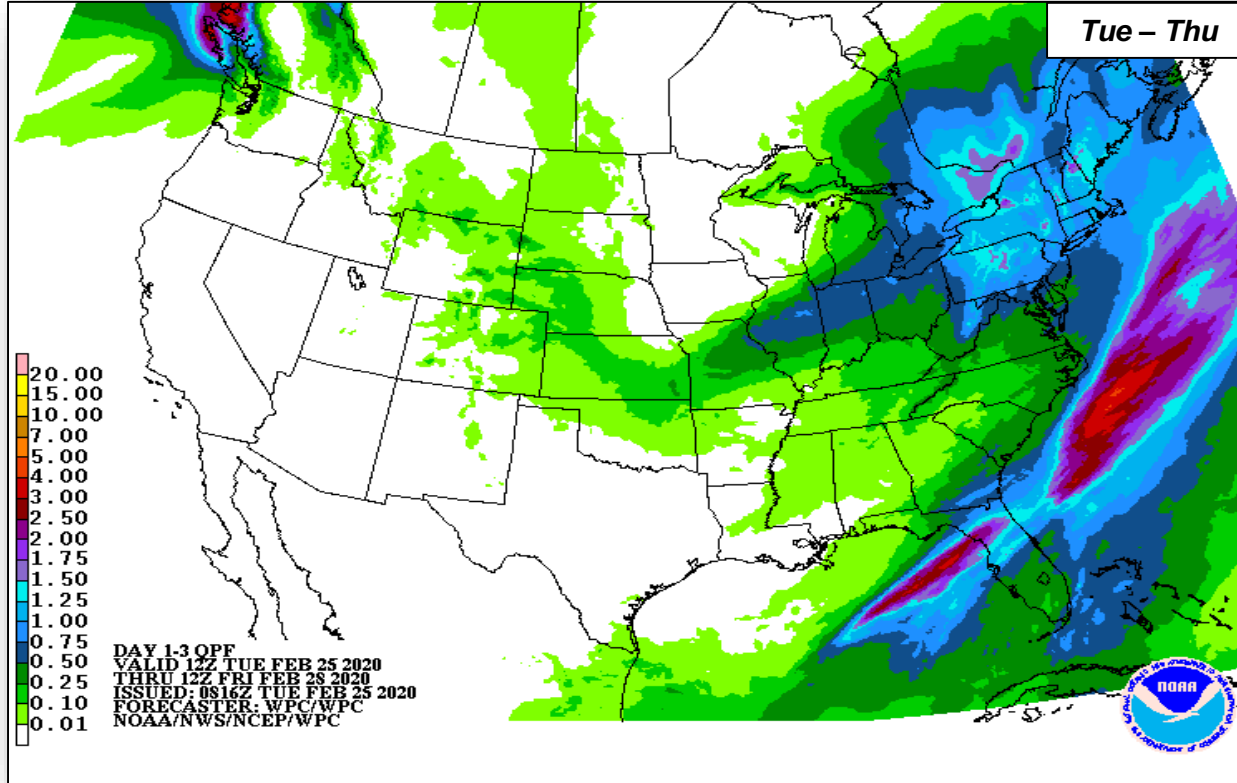 Tue – Thu
20.00
15.00
10.00
7.00
5.00
4.00
3.00
2.50
2.00
1.75
1.50
1.25
1.00
0.75
0.50
0.25
0.10
0.01
DAY 1-3 QPF
VALID 12Z TUE FEB 25 2020
THRU 12Z FRI FEB 28 2020
ISSUED: 0816Z TUE FEB 25 2020
FORECASTER: WPC/WPC
NOAA/NWS/NCEP/WPC
NOAA